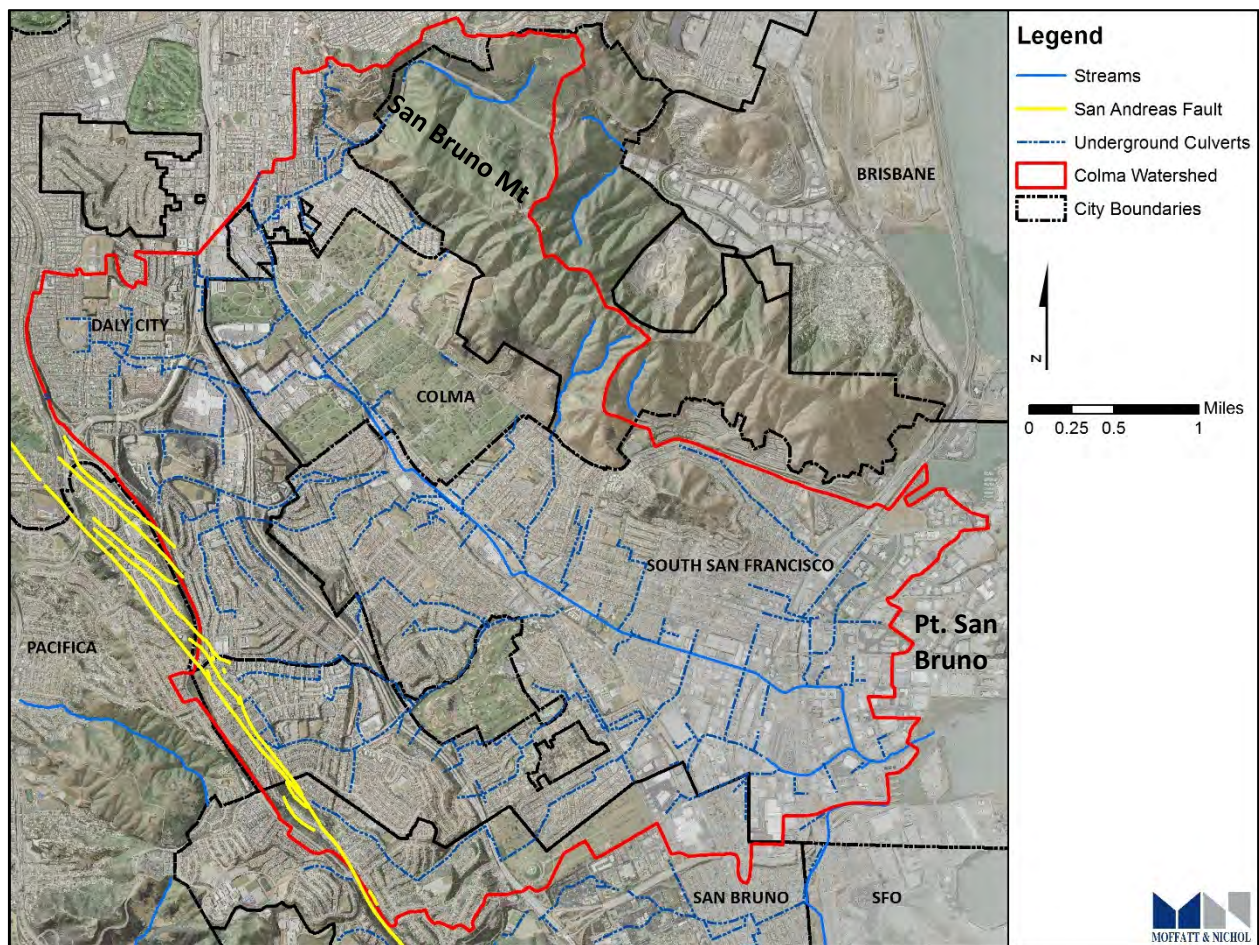 San Bruno Mt
BRISBANE
DALY CITY
COLMA
SOUTH SAN FRANCISCO
PACIFICA
Pt. San
Bruno
SAN BRUNO
SFO
Legend
Streams
San Andreas Fault
Underground Culverts
Colma Watershed
City Boundaries
N
Miles
0 0.25 0.5 1
MOFFATT & NICHOL